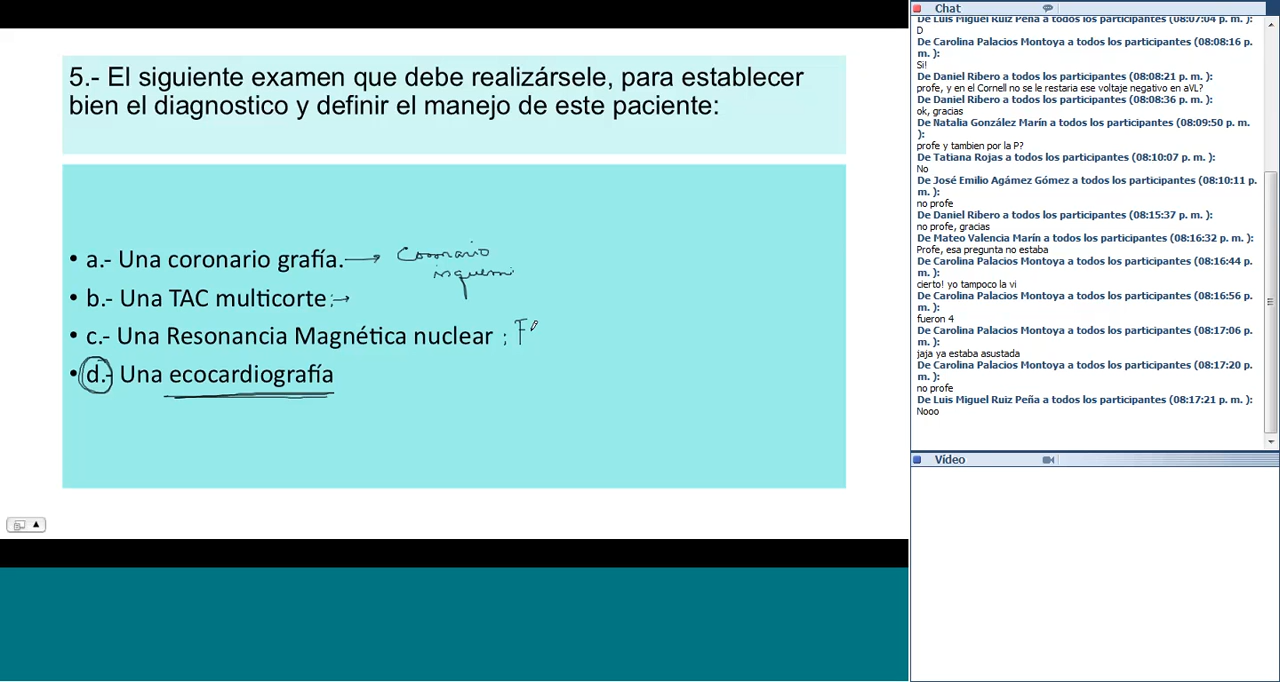 5.- El siguiente examen que debe realizársele, para establecer
bien el diagnostico y definir el manejo de este paciente:
• a.- Una coronario grafía. → Coronario
isquemi
• b.- Una TAC multicorte : →
• c.- Una Resonancia Magnética nuclear : F
• d.- Una ecocardiografía
Chat
De Luis Miguel Ruiz Peña a todos los participantes (08:07:04 p. m. ):
D
De Carolina Palacios Montoya a todos los participantes (08:08:16 p.
m. ):
Si!
De Daniel Ribero a todos los participantes (08:08:21 p. m. ):
profe, y en el Cornell no se le restaria ese voltaje negativo en aVL?
De Daniel Ribero a todos los participantes (08:08:36 p. m. ):
ok, gracias
De Natalia González Marín a todos los participantes (08:09:50 p. m.
):
profe y tambien por la P?
De Tatiana Rojas a todos los participantes (08:10:07 p. m. ):
No
De José Emilio Agámez Gómez a todos los participantes (08:10:11 p.
m. ):
no profe
De Daniel Ribero a todos los participantes (08:15:37 p. m. ):
no profe, gracias
De Mateo Valencia Marín a todos los participantes (08:16:32 p. m. ):
Profe, esa pregunta no estaba
De Carolina Palacios Montoya a todos los participantes (08:16:44 p.
m. ):
cierto! yo tampoco la vi
De Carolina Palacios Montoya a todos los participantes (08:16:56 p.
m. ):
fueron 4
De Carolina Palacios Montoya a todos los participantes (08:17:06 p.
m. ):
jaja ya estaba asustada
De Carolina Palacios Montoya a todos los participantes (08:17:20 p.
m. ):
no profe
De Luis Miguel Ruiz Peña a todos los participantes (08:17:21 p. m. ):
Nooo
Vídeo